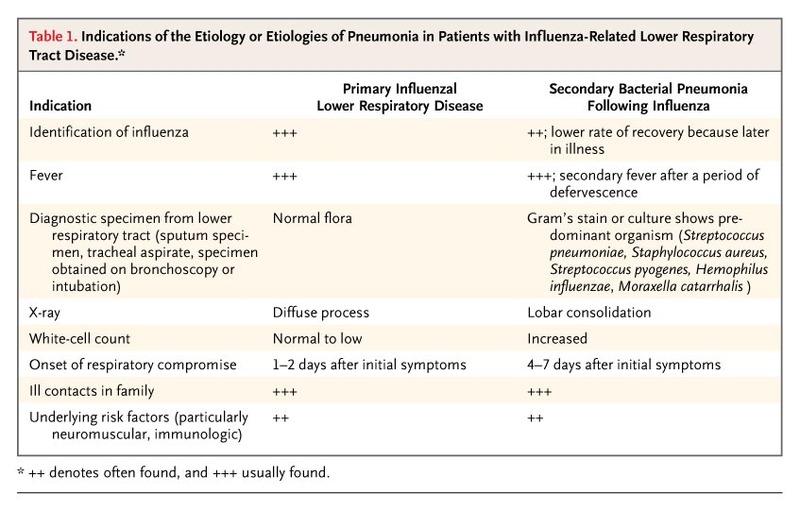 Table 1. Indications of the Etiology or Etiologies of Pneumonia in Patients with Influenza-Related Lower Respiratory
Tract Disease.*
Indication
Primary Influenzal
Lower Respiratory Disease
Secondary Bacterial Pneumonia
Following Influenza
Identification of influenza
+++
++; lower rate of recovery because later
in illness
Fever
+++
+++; secondary fever after a period of
defervescence
Diagnostic specimen from lower
respiratory tract (sputum speci-
men, tracheal aspirate, specimen
obtained on bronchoscopy or
intubation)
Normal flora
Gram's stain or culture shows pre-
dominant organism (Streptococcus
pneumoniae, Staphylococcus aureus,
Streptococcus pyogenes, Hemophilus
influenzae, Moraxella catarrhalis )
X-ray
Diffuse process
Lobar consolidation
White-cell count
Normal to low
Increased
Onset of respiratory compromise
1–2 days after initial symptoms
4–7 days after initial symptoms
Ill contacts in family
+++
+++
Underlying risk factors (particularly
neuromuscular, immunologic)
++
++
* ++ denotes often found, and +++ usually found.